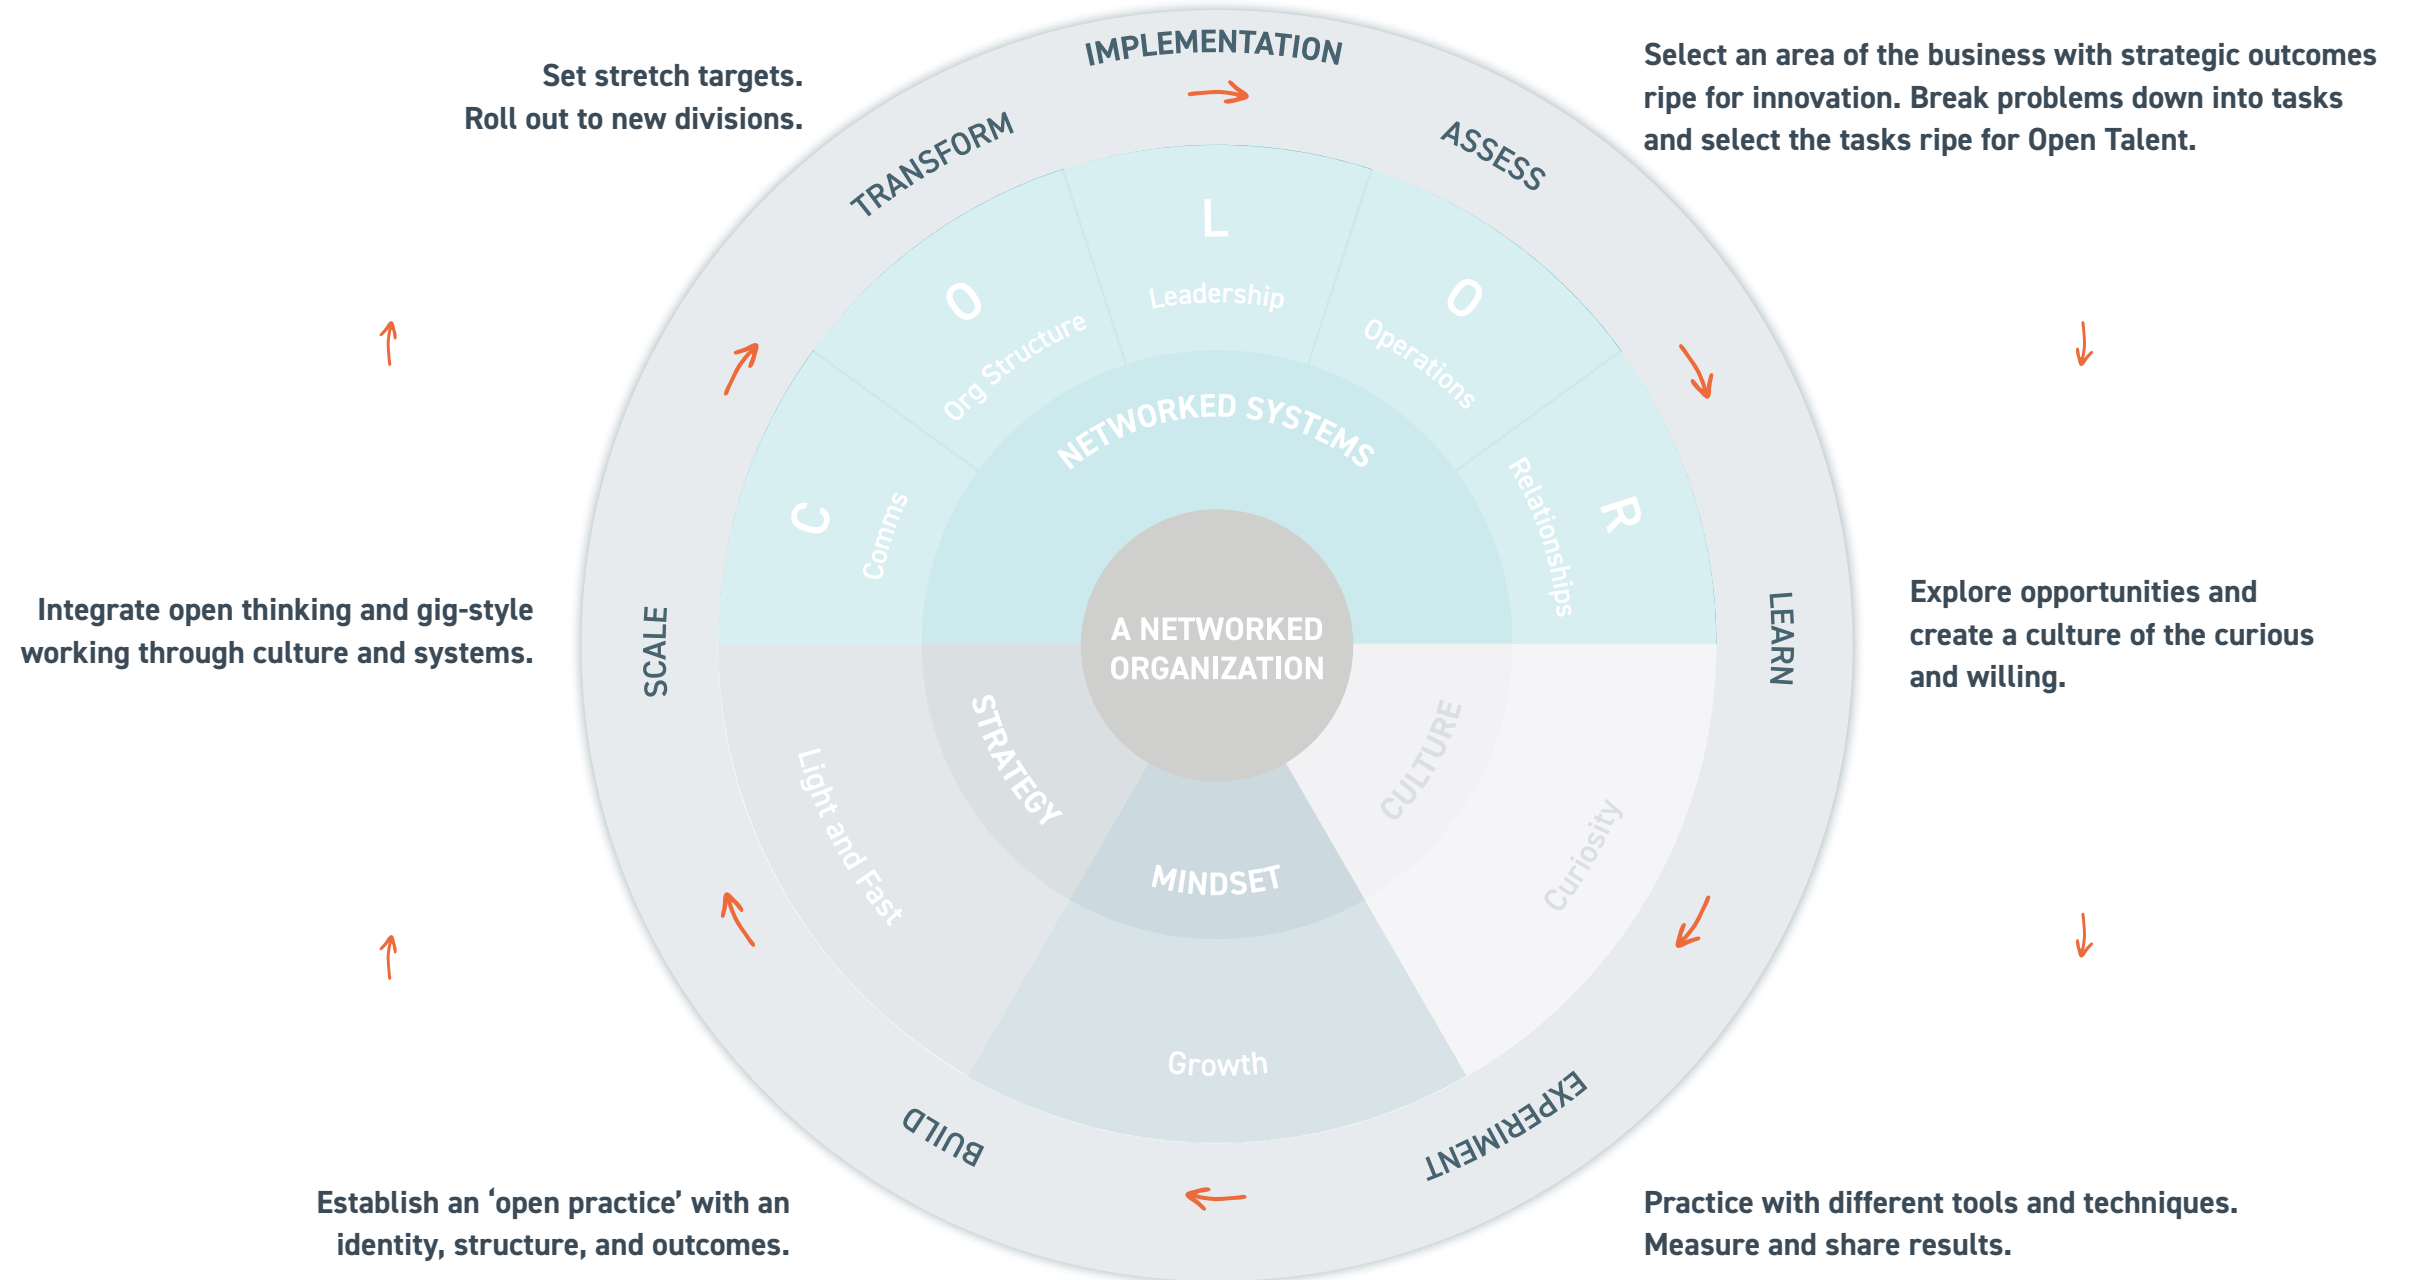 IMPLEMENTATION
ASSESS
Select an area of the business with strategic outcomes
ripe for innovation. Break problems down into tasks
and select the tasks ripe for Open Talent.
LEARN
Explore opportunities and
create a culture of the curious
and willing.
EXPERIMENT
Practice with different tools and techniques.
Measure and share results.
BUILD
Establish an ‘open practice’ with an
identity, structure, and outcomes.
SCALE
Integrate open thinking and gig-style
working through culture and systems.
TRANSFORM
Set stretch targets.
Roll out to new divisions.
C
Comms
O
Org Structure
L
Leadership
O
Operations
R
Relationships
NETWORKED SYSTEMS
A NETWORKED
ORGANIZATION
STRATEGY
Light and Fast
MINDSET
Growth
CULTURE
Curiosity